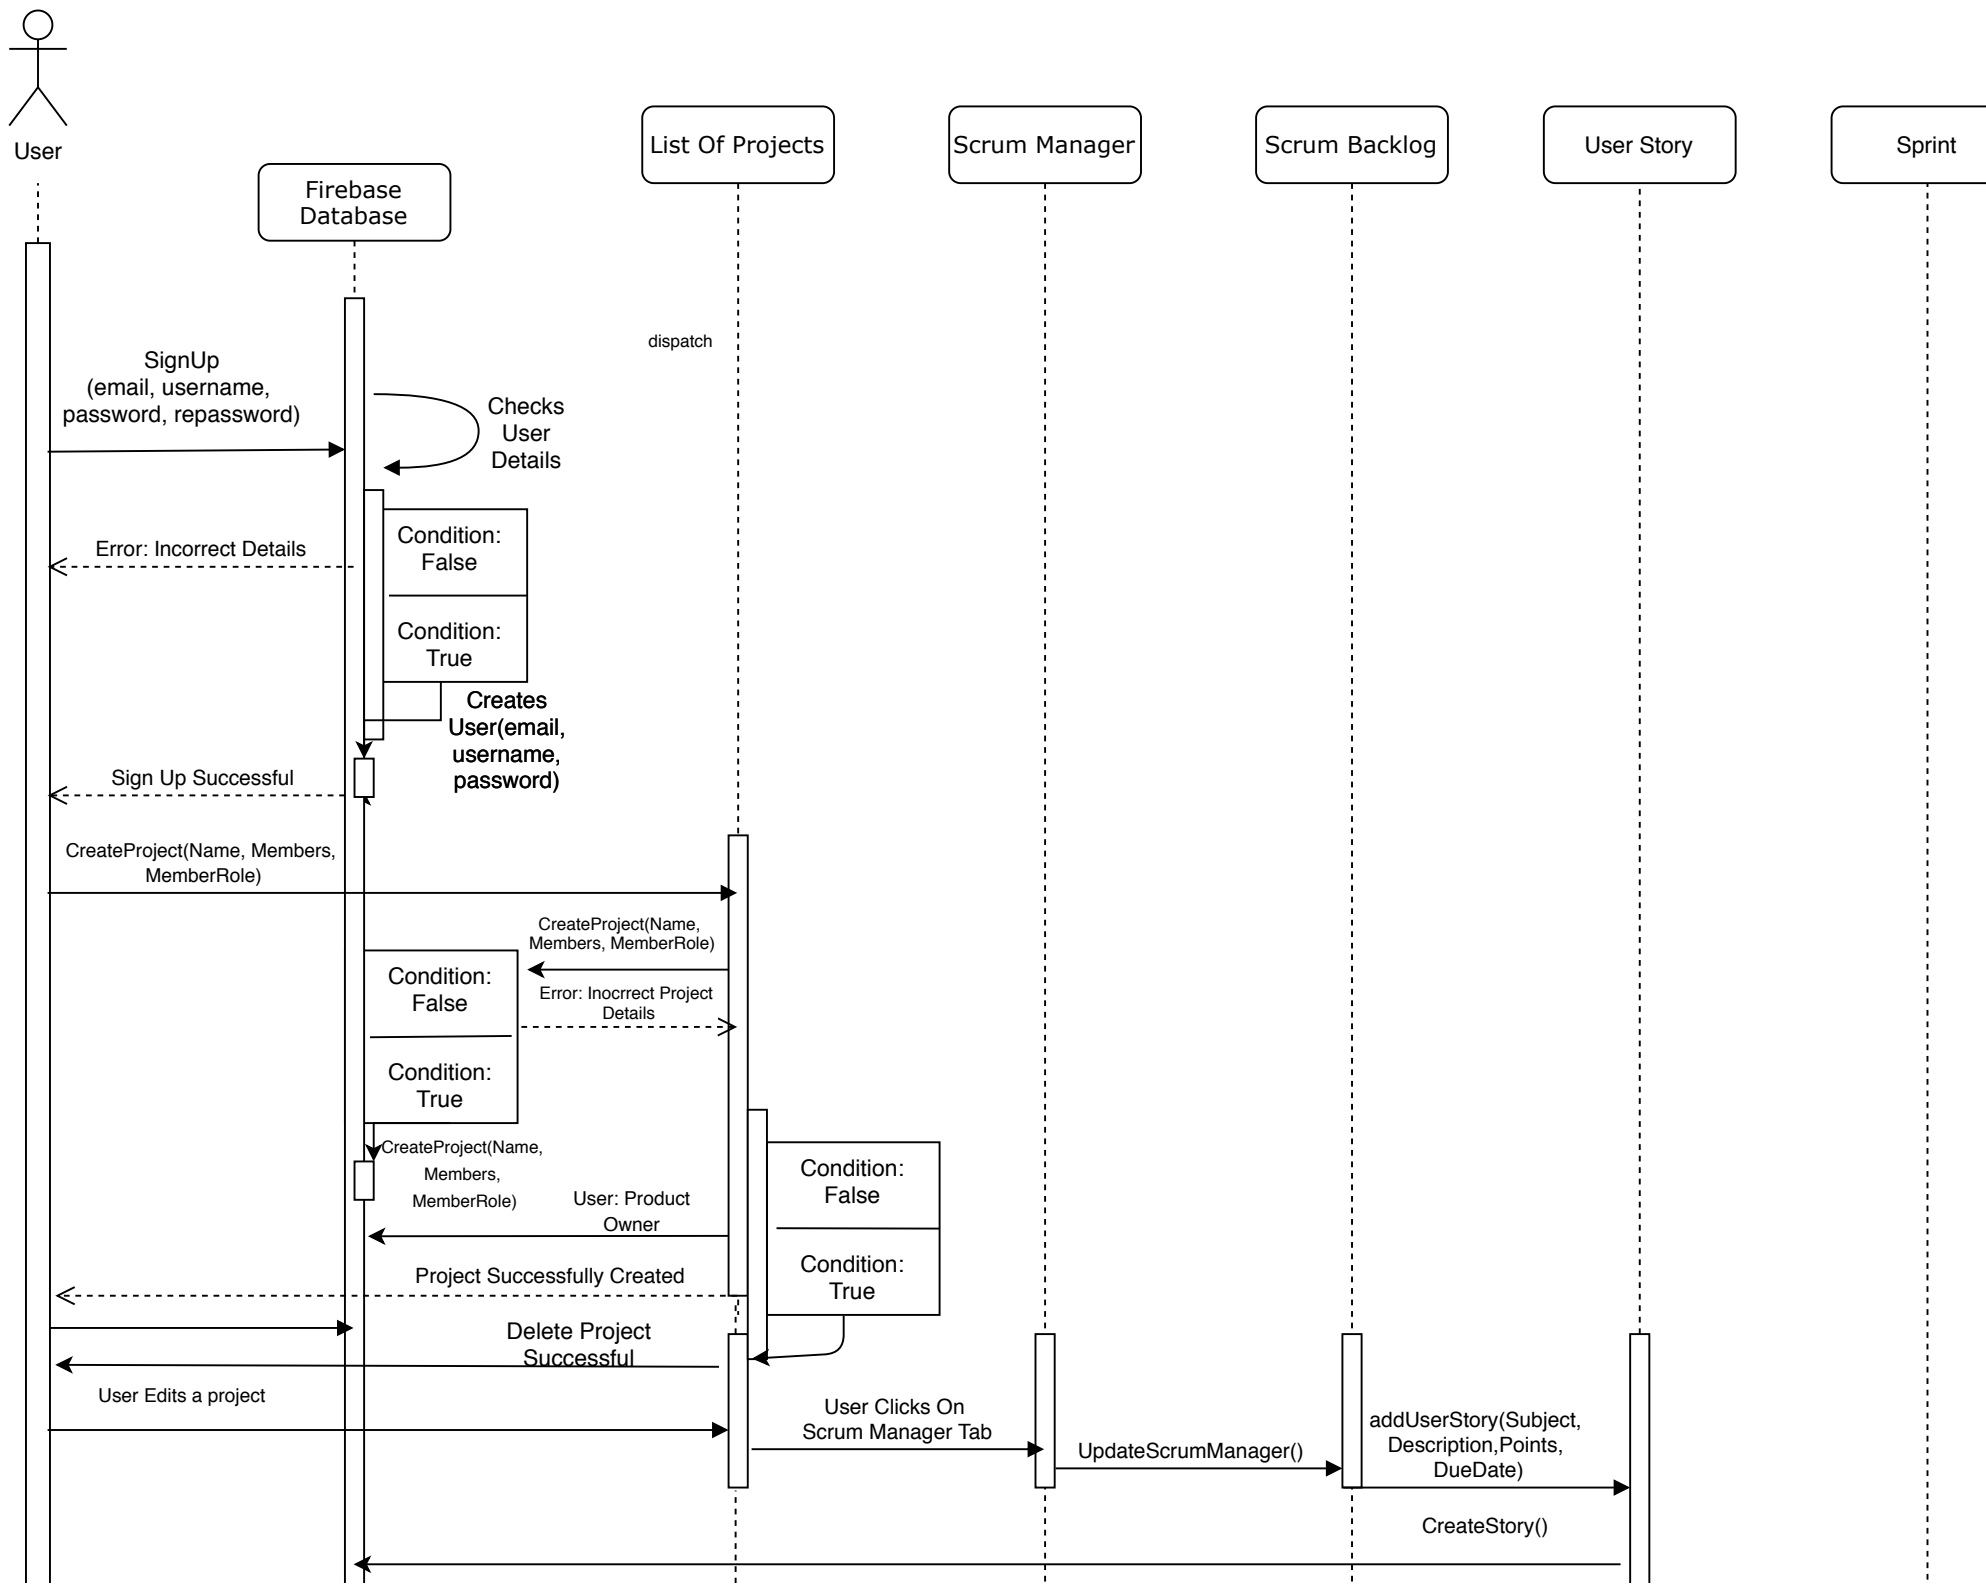 User
Firebase
Database
List Of Projects
Scrum Manager
Scrum Backlog
User Story
Sprint
dispatch
SignUp
(email, username,
password, repassword)
Checks
User
Details
Error: Incorrect Details
Condition:
False
Condition:
True
Creates
User(email,
username,
password)
Sign Up Successful
CreateProject(Name, Members,
MemberRole)
CreateProject(Name,
Members, MemberRole)
Condition:
False
Error: Inocrrect Project
Details
Condition:
True
CreateProject(Name,
Members,
MemberRole)
Condition:
False
User: Product
Owner
Condition:
True
Project Successfully Created
Delete Project
Successful
User Edits a project
User Clicks On
Scrum Manager Tab
UpdateScrumManager()
addUserStory(Subject,
Description,Points,
DueDate)
CreateStory()